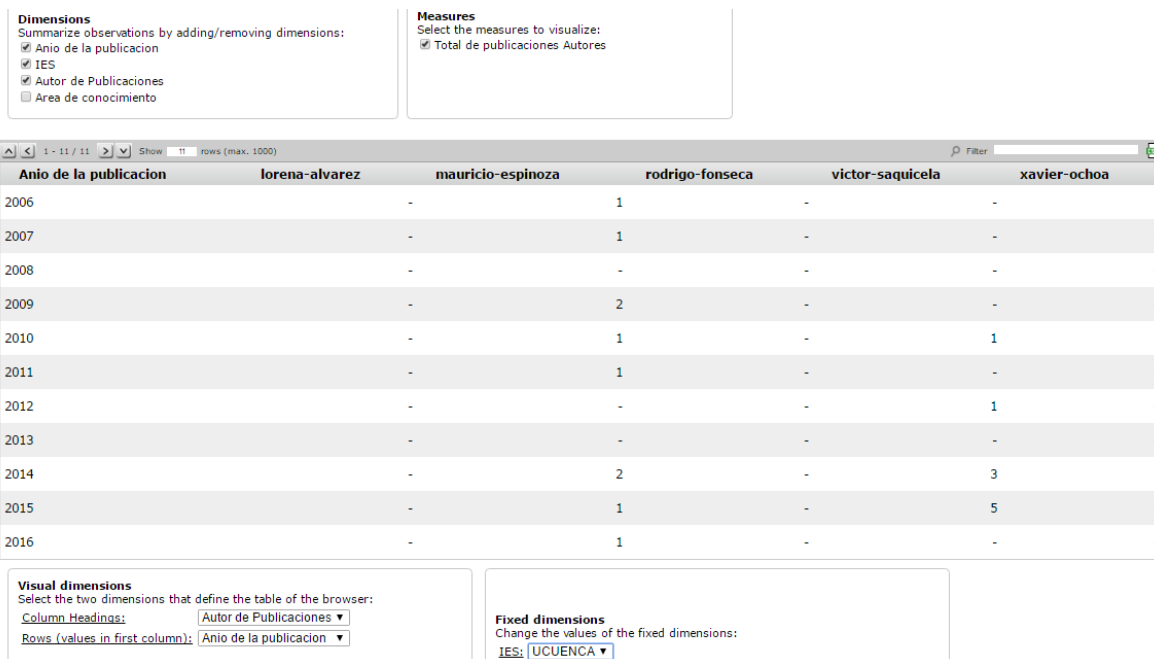 Dimensions
Summarize observations by adding/removing dimensions:
Anio de la publicacion
IES
Autor de Publicaciones
Area de conocimiento
Measures
Select the measures to visualize:
Total de publicaciones Autores
1 - 11 / 11 Show 11 rows (max. 1000) Filter
Anio de la publicacion lorena-alvarez mauricio-espinoza rodrigo-fonseca victor-saquicela xavier-ochoa
2006 - 1 - -
2007 - 1 - -
2008 - - - -
2009 - 2 - -
2010 - 1 - 1
2011 - 1 - -
2012 - - - 1
2013 - - - -
2014 - 2 - 3
2015 - 1 - 5
2016 - 1 - -
Visual dimensions
Select the two dimensions that define the table of the browser:
Column Headings: Autor de Publicaciones
Rows (values in first column): Anio de la publicacion
Fixed dimensions
Change the values of the fixed dimensions:
IES: UCUENCA